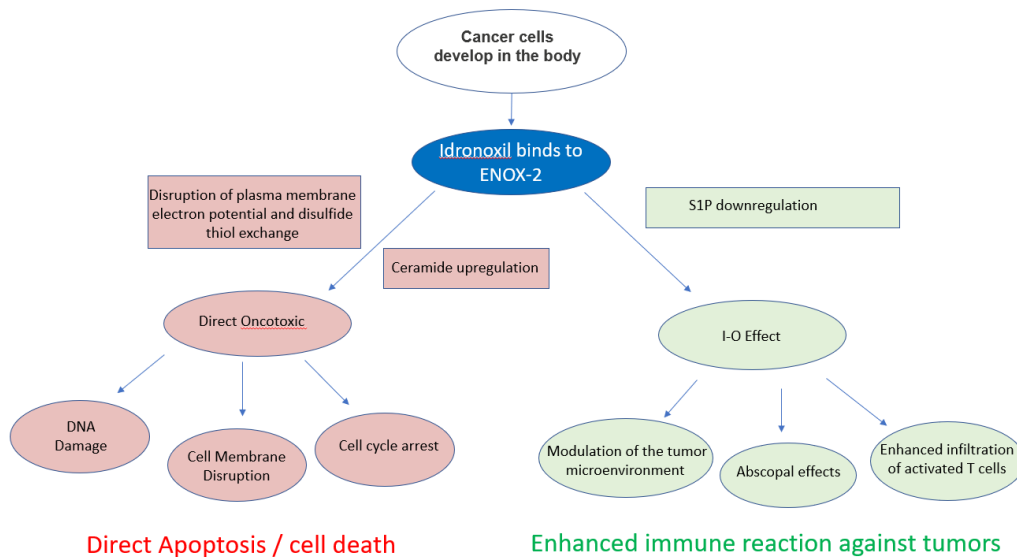 Cancer cells
develop in the body
Idronoxil binds to
ENOX-2
Disruption of plasma membrane
electron potential and disulfide
thiol exchange
S1P downregulation
Ceramide upregulation
Direct Oncotoxic
I-O Effect
DNA
Damage
Cell Membrane
Disruption
Cell cycle arrest
Modulation of the tumor
microenvironment
Abscopal effects
Enhanced infiltration
of activated T cells
Direct Apoptosis / cell death
Enhanced immune reaction against tumors